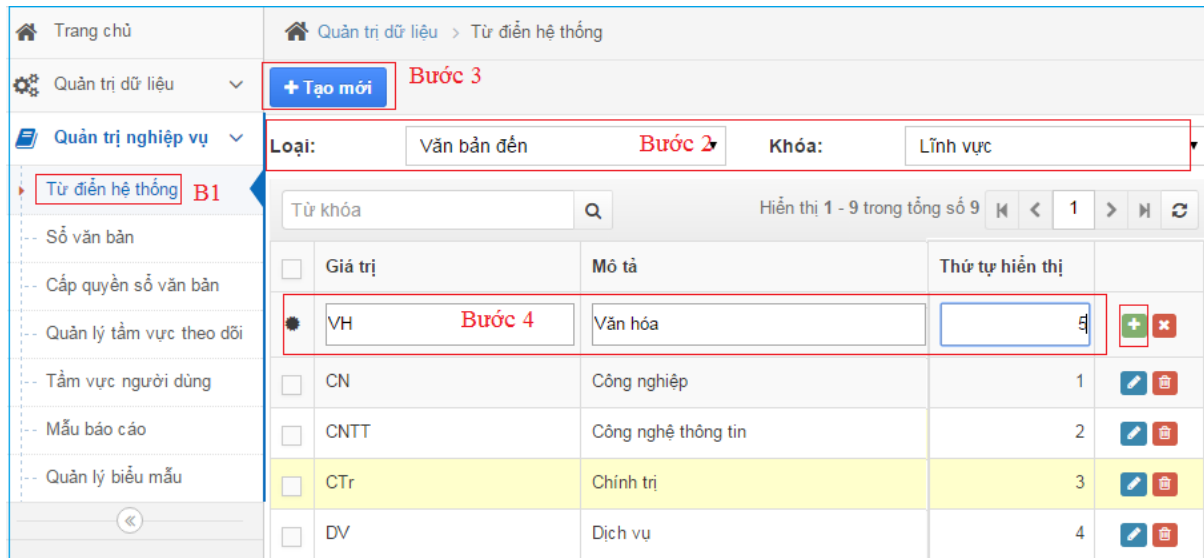 Trang chủ
Quản trị dữ liệu > Từ điển hệ thống
Quản trị dữ liệu
+ Tạo mới
Bước 3
Quản trị nghiệp vụ
Loại:
Văn bản đến
Bước 2
Khóa:
Lĩnh vực
Từ điển hệ thống
B1
Từ khóa
Hiển thị 1 - 9 trong tổng số 9
1
Sổ văn bản
Cấp quyền sổ văn bản
Quản lý tầm vực theo dõi
Tầm vực người dùng
Mẫu báo cáo
Quản lý biểu mẫu
Giá trị Mô tả Thứ tự hiển thị
VH Bước 4 Văn hóa 5
CN Công nghiệp 1
CNTT Công nghệ thông tin 2
CTr Chính trị 3
DV Dịch vụ 4